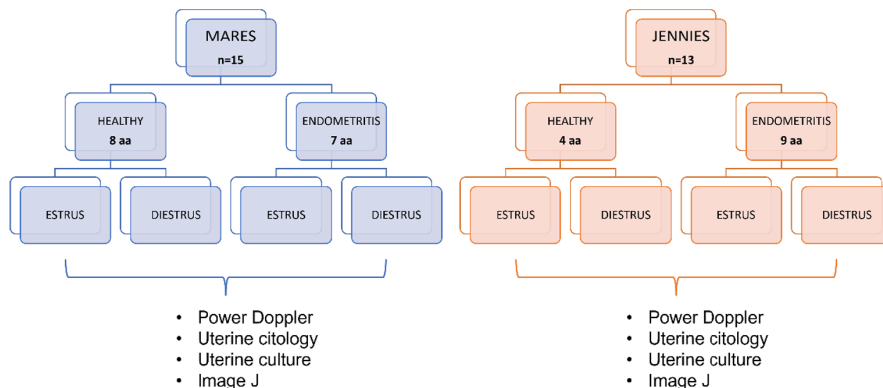 MARES
n=15
HEALTHY
8 aa
ENDOMETRITIS
7 aa
ESTRUS
DIESTRUS
ESTRUS
DIESTRUS
• Power Doppler
• Uterine citology
• Uterine culture
• Image J
JENNIES
n=13
HEALTHY
4 aa
ENDOMETRITIS
9 aa
ESTRUS
DIESTRUS
ESTRUS
DIESTRUS
• Power Doppler
• Uterine citology
• Uterine culture
• Image J